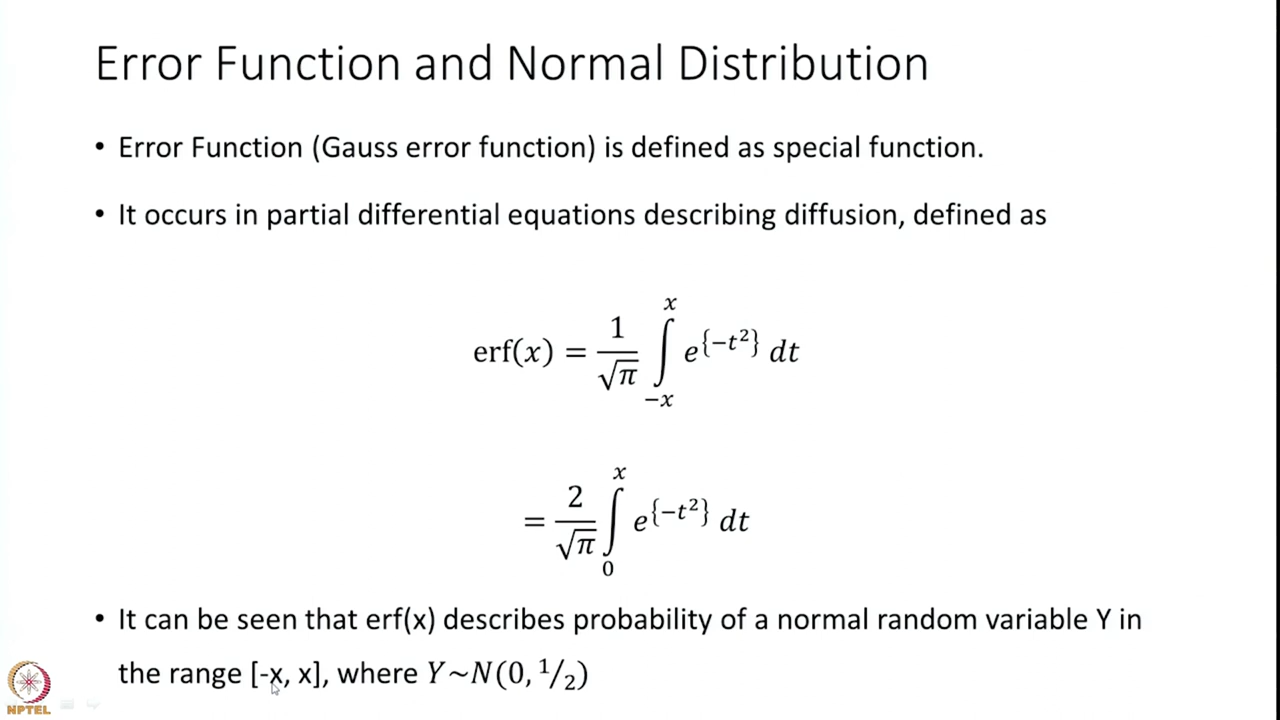 Error Function and Normal Distribution
• Error Function (Gauss error function) is defined as special function.
• It occurs in partial differential equations describing diffusion, defined as
erf(x) = 1/√π ∫_{-x}^{x} e^{−t²} dt
= 2/√π ∫_{0}^{x} e^{−t²} dt
• It can be seen that erf(x) describes probability of a normal random variable Y in
the range [-x, x], where Y~N(0, 1/2)
NPTEL